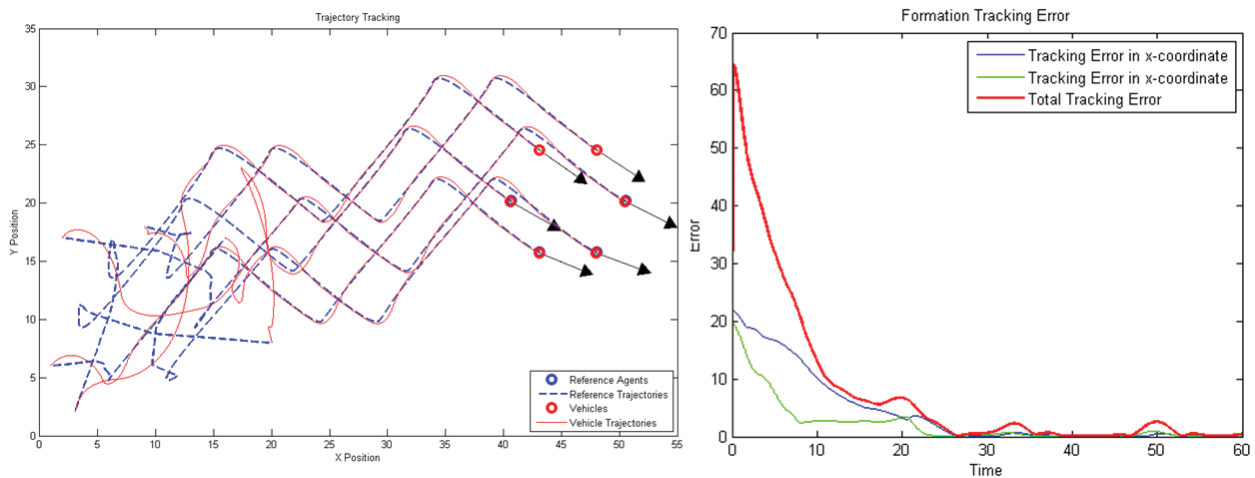 Trajectory Tracking
35
30
25
20
15
10
5
0
Y Position
0 5 10 15 20 25 30 35 40 45 50 55
X Position
Reference Agents
Reference Trajectories
Vehicles
Vehicle Trajectories
Formation Tracking Error
70
60
50
40
30
20
10
0
Error
0 10 20 30 40 50 60
Time
Tracking Error in x-coordinate
Tracking Error in x-coordinate
Total Tracking Error